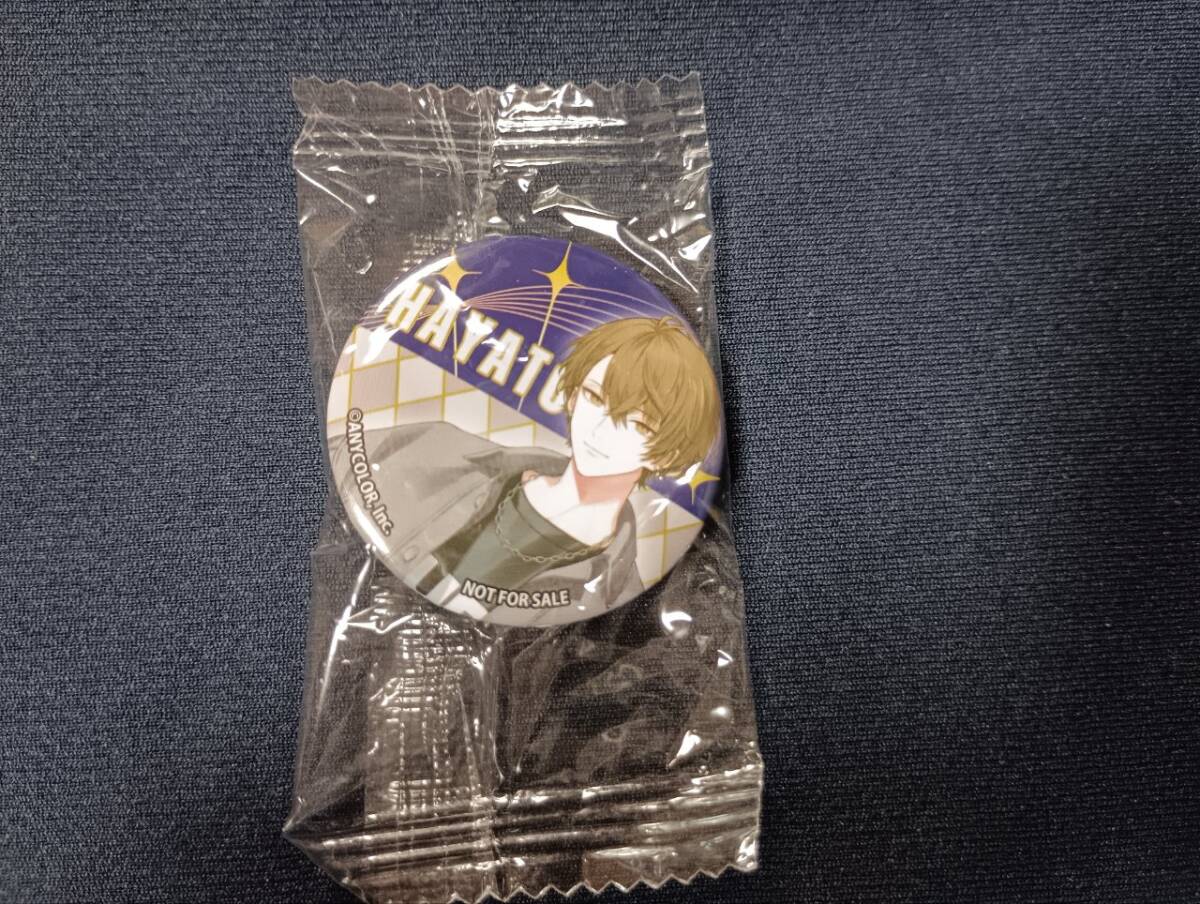 HAYATO
©ANYCOLOR, Inc.
NOT FOR SALE